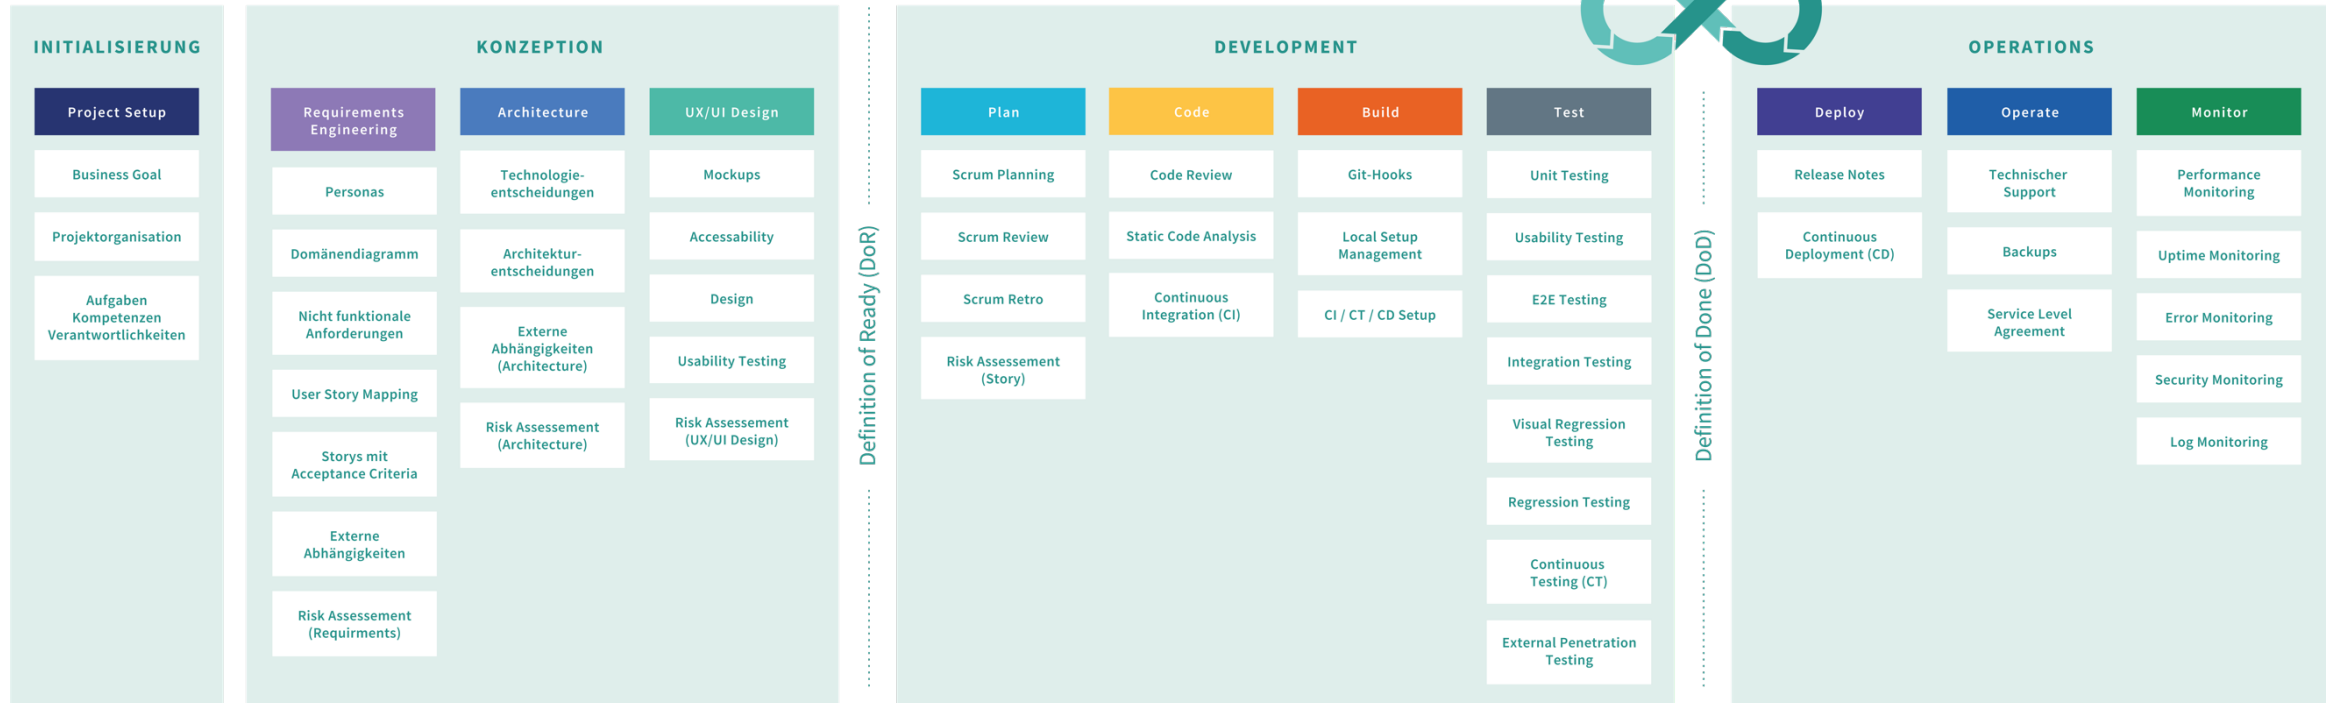 INITIALISIERUNG
Project Setup
Business Goal
Projektorganisation
Aufgaben
Kompetenzen
Verantwortlichkeiten
KONZEPTION
Requirements
Engineering
Personas
Domänendiagramm
Nicht funktionale
Anforderungen
User Story Mapping
Storys mit
Acceptance Criteria
Externe
Abhängigkeiten
Risk Assessement
(Requirments)
Architecture
Technologie-
entscheidungen
Architektur-
entscheidungen
Externe
Abhängigkeiten
(Architecture)
Risk Assessement
(Architecture)
UX/UI Design
Mockups
Accessability
Design
Usability Testing
Risk Assessement
(UX/UI Design)
Definition of Ready (DoR)
DEVELOPMENT
Plan
Scrum Planning
Scrum Review
Scrum Retro
Risk Assessement
(Story)
Code
Code Review
Static Code Analysis
Continuous
Integration (CI)
Build
Git-Hooks
Local Setup
Management
CI / CT / CD Setup
Test
Unit Testing
Usability Testing
E2E Testing
Integration Testing
Visual Regression
Testing
Regression Testing
Continuous
Testing (CT)
External Penetration
Testing
Definition of Done (DoD)
OPERATIONS
Deploy
Release Notes
Continuous
Deployment (CD)
Operate
Technischer
Support
Backups
Service Level
Agreement
Monitor
Performance
Monitoring
Uptime Monitoring
Error Monitoring
Security Monitoring
Log Monitoring